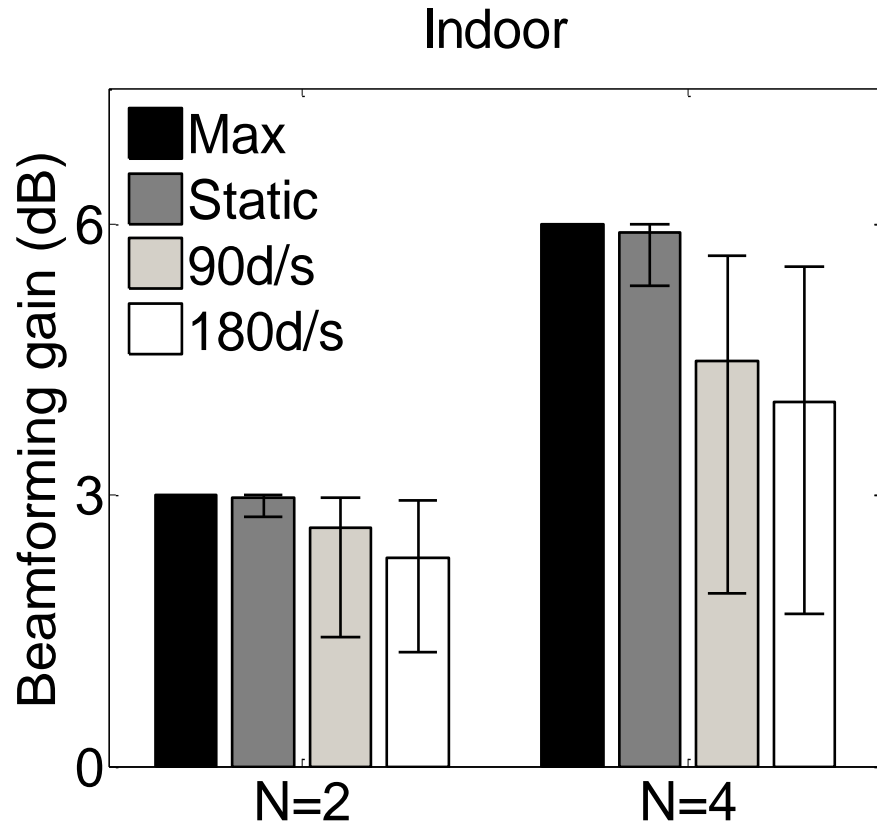 Indoor
Beamforming gain (dB)
Max
Static
90d/s
180d/s
6
3
0
N=2 N=4